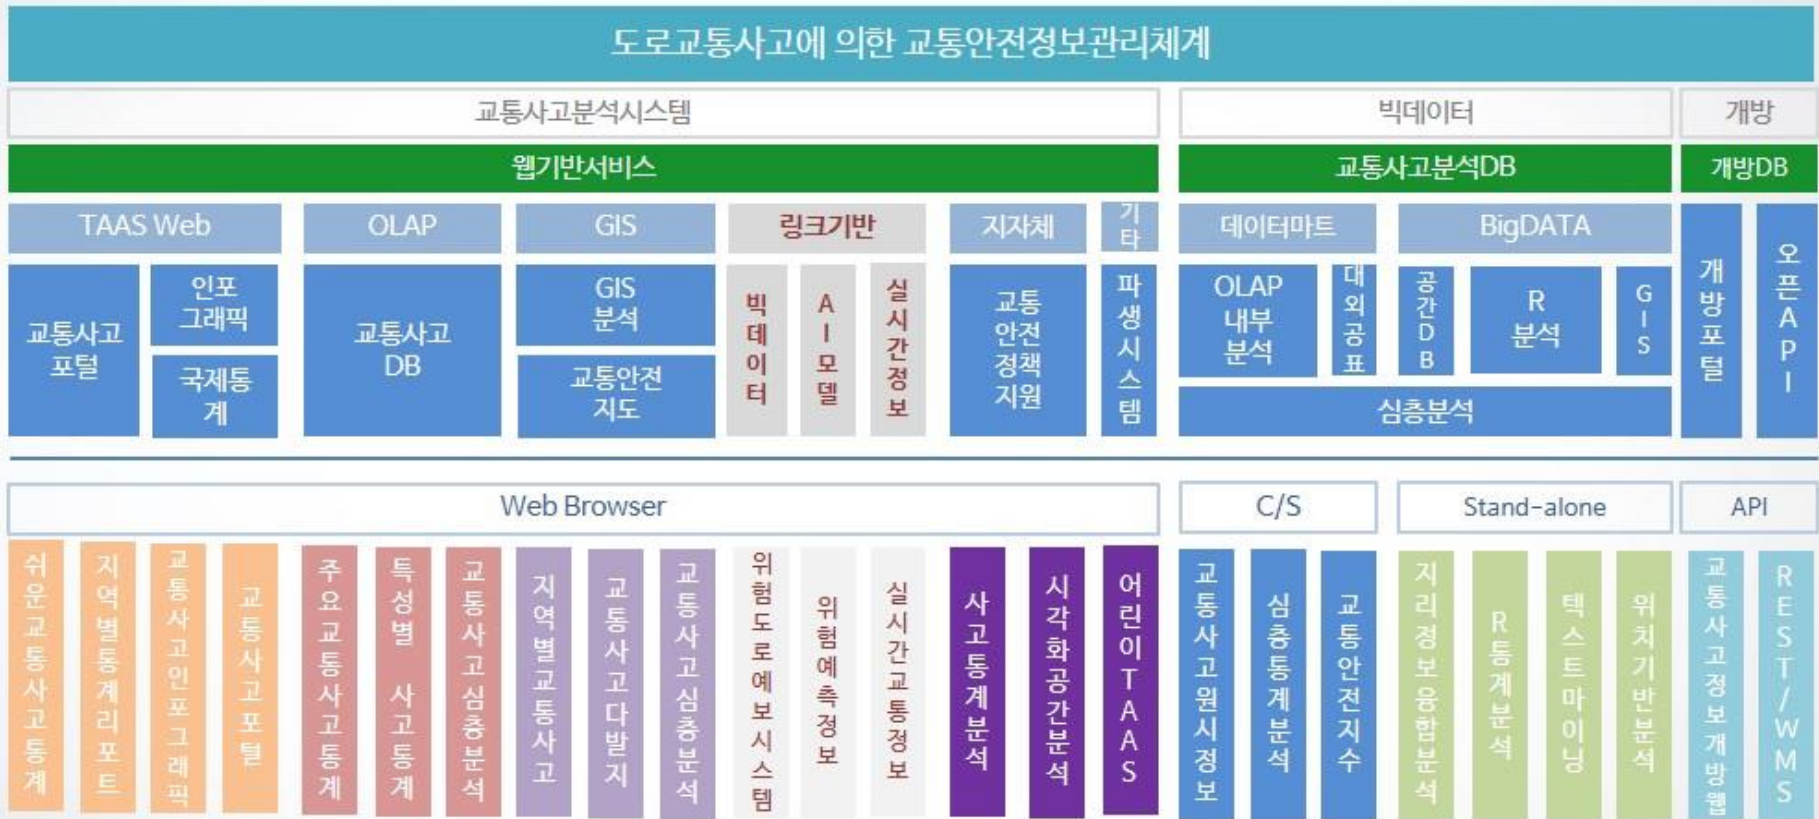 도로교통사고에 의한 교통안전정보관리체계
교통사고분석시스템
빅데이터
개방
웹기반서비스
교통사고분석DB
개방DB
TAAS Web
OLAP
GIS
링크기반
지자체
기타
데이터마트
BigDATA
교통사고
포털
인포
그래픽
국제통
계
교통사고
DB
GIS
분석
교통안전
지도
빅데이터
AI모델
실시간정보
교통
안전
정책
지원
파생시스템
OLAP
내부
분석
대외공표
공간DB
R
분석
GIS
심층분석
개방포털
오픈API
Web Browser
C/S
Stand-alone
API
쉬운교통사고통계
지역별통계리포트
교통사고인포그래픽
교통사고포털
주요교통사고통계
특성별 사고통계
교통사고심층분석
지역별교통사고
교통사고다발지
교통사고심층분석
위험도로예보시스템
위험예측정보
실시간교통정보
사고통계분석
시각화공간분석
어린이TAAS
교통사고원시정보
심층통계분석
교통안전지수
지리정보융합분석
R통계분석
텍스트마이닝
위치기반분석
교통사고정보개방웹
REST/WMS